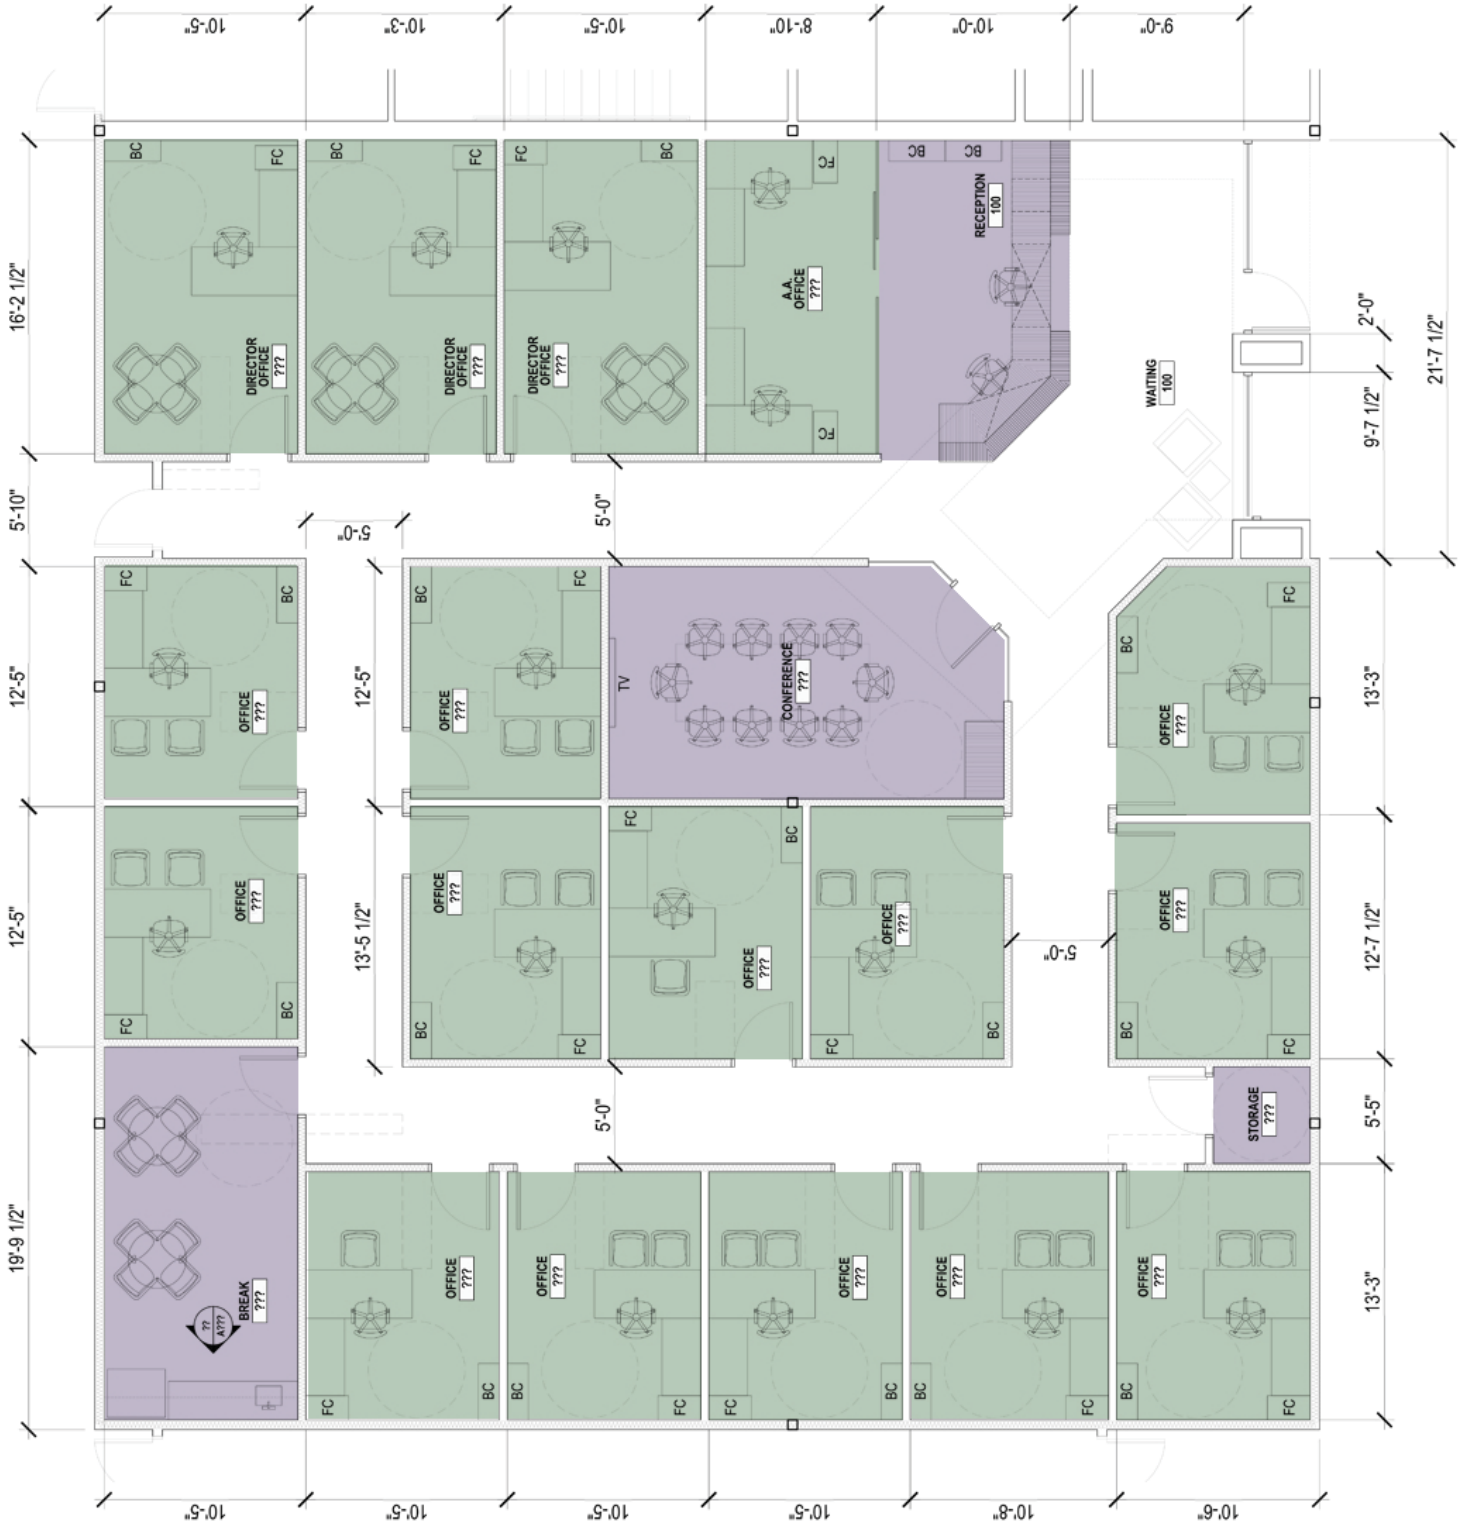 10'-5"
10'-3"
10'-5"
8'-10"
10'-0"
9'-0"
16'-2 1/2"
5'-10"
12'-5"
12'-5"
19'-9 1/2"
BC
FC
DIRECTOR
OFFICE
???
BC
FC
DIRECTOR
OFFICE
???
FC
BC
DIRECTOR
OFFICE
???
FC
FC
A.A.
OFFICE
???
BC
BC
RECEPTION
100
WAITING
100
2'-0"
9'-7 1/2"
21'-7 1/2"
5'-0"
5'-0"
FC
BC
OFFICE
???
12'-5"
BC
FC
OFFICE
???
TV
CONFERENCE
???
BC
FC
OFFICE
???
13'-3"
FC
BC
OFFICE
???
13'-5 1/2"
BC
FC
OFFICE
???
FC
BC
OFFICE
???
FC
BC
OFFICE
???
5'-0"
BC
FC
OFFICE
???
12'-7 1/2"
5'-0"
STORAGE
???
5'-5"
BREAK
???
??
A???
FC
BC
OFFICE
???
BC
FC
OFFICE
???
FC
BC
OFFICE
???
BC
FC
OFFICE
???
BC
FC
OFFICE
???
13'-3"
10'-5"
10'-5"
10'-5"
10'-5"
10'-8"
10'-6"